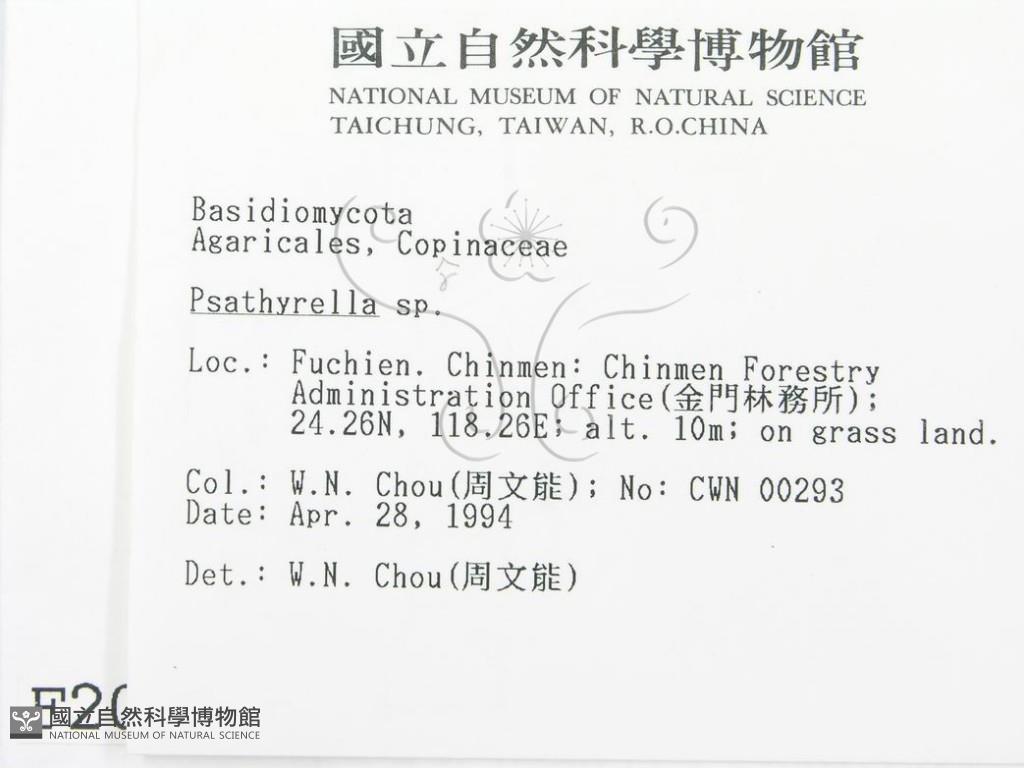 國立自然科學博物館
NATIONAL MUSEUM OF NATURAL SCIENCE
TAICHUNG, TAIWAN, R.O.CHINA
Basidiomycota
Agaricales, Copinaceae
Psathyrella sp.
Loc.: Fuchien. Chinmen: Chinmen Forestry
Administration Office(金門林務所);
24.26N, 118.26E; alt. 10m; on grass land.
Col.: W.N. Chou(周文能); No: CWN 00293
Date: Apr. 28, 1994
Det.: W.N. Chou(周文能)
國立自然科學博物館
NATIONAL MUSEUM OF NATURAL SCIENCE